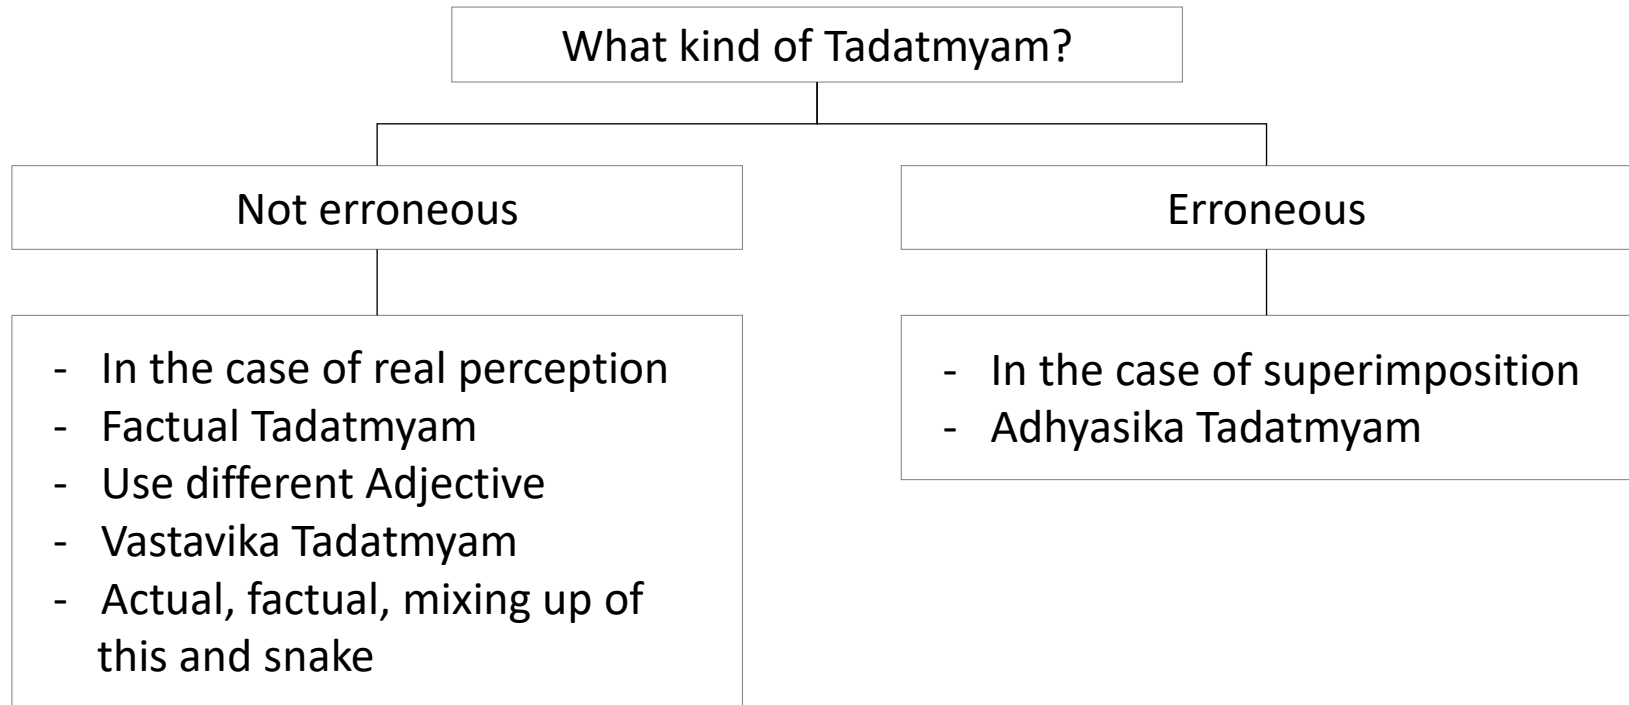 What kind of Tadatmyam?
Not erroneous
- In the case of real perception
- Factual Tadatmyam
- Use different Adjective
- Vastavika Tadatmyam
- Actual, factual, mixing up of
this and snake
Erroneous
- In the case of superimposition
- Adhyasika Tadatmyam